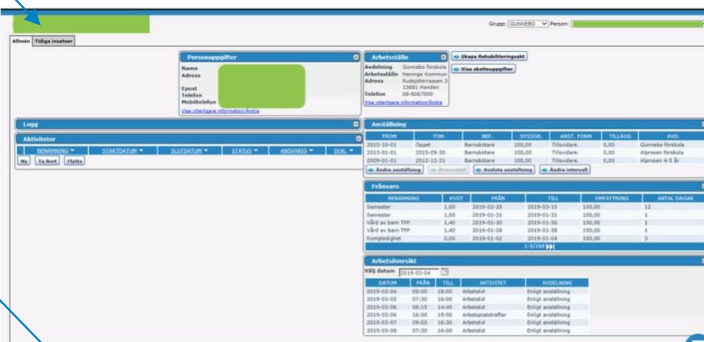 Grupp: GUNNEBO Person:
Allmän Tidiga insatser
Personuppgifter
Namn
Adress
Epost
Telefon
Mobiltelefon
Visa ytterligare information/Ändra
Arbetsställe
Avdelning Gunnebo förskola
Arbetsställe Haninge Kommun
Adress Rudsjöterrassen 2
13681 Handen
Telefon 08-6067000
Visa ytterligare information/Ändra
Skapa Rehabiliteringsakt
Visa skatteuppgifter
Logg
Aktiviteter
BENÄMNING STARTDATUM SLUTDATUM STATUS ANSVARIG DOK.
Ny Ta Bort Flytta
Anställning
FROM TOM BEF. SYSSGR. ANST. FORM TILLÄGG AVD.
2015-10-01 Öppet Barnskötare 100,00 Tillsvidare. 0,00 Gunnebo förskola
2013-01-01 2015-09-30 Barnskötare 100,00 Tillsvidare. 0,00 Alprosen förskola
2009-01-01 2012-12-31 Barnskötare 100,00 Tillsvidare. 0,00 Alprosen 4-5 år
Ändra anställning Återanställ Avsluta anställning Ändra intervall
Frånvaro
BENÄMNING KVOT FRÅN TILL OMFATTNING ANTAL DAGAR
Semester 1,00 2019-02-28 2019-03-15 100,00 12
Semester 1,00 2019-01-31 2019-01-31 100,00 1
Vård av barn TFP 1,40 2019-01-30 2019-01-30 100,00 1
Vård av barn TFP 1,40 2019-01-28 2019-01-28 100,00 1
Kompledighet 0,00 2019-01-02 2019-01-04 100,00 3
1-5/168
Arbetsöversikt
Välj datum 2019-03-04
DATUM FRÅN TILL AKTIVITET AVDELNING
2019-03-04 09:00 18:00 Arbetstid Enligt anställning
2019-03-05 07:30 16:00 Arbetstid Enligt anställning
2019-03-06 06:15 14:45 Arbetstid Enligt anställning
2019-03-06 16:00 19:00 Arbetsplatsträffar Enligt anställning
2019-03-07 09:00 16:30 Arbetstid Enligt anställning
2019-03-08 07:30 16:00 Arbetstid Enligt anställning